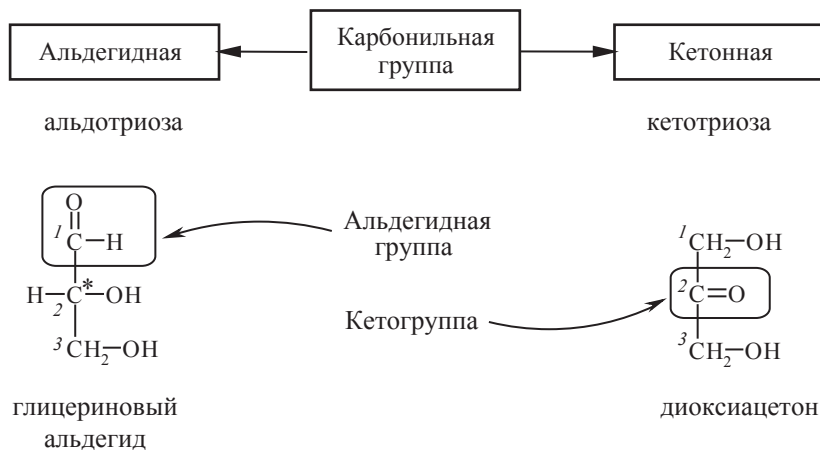 Альдегидная
Карбонильная
группа
Кетонная
альдотриоза
кетотриоза
O
1 C—H
H—C*—OH
2
3 CH2—OH
Альдегидная
группа
Кетогруппа
1 CH2—OH
2 C=O
3 CH2—OH
глицериновый
альдегид
диоксиацетон